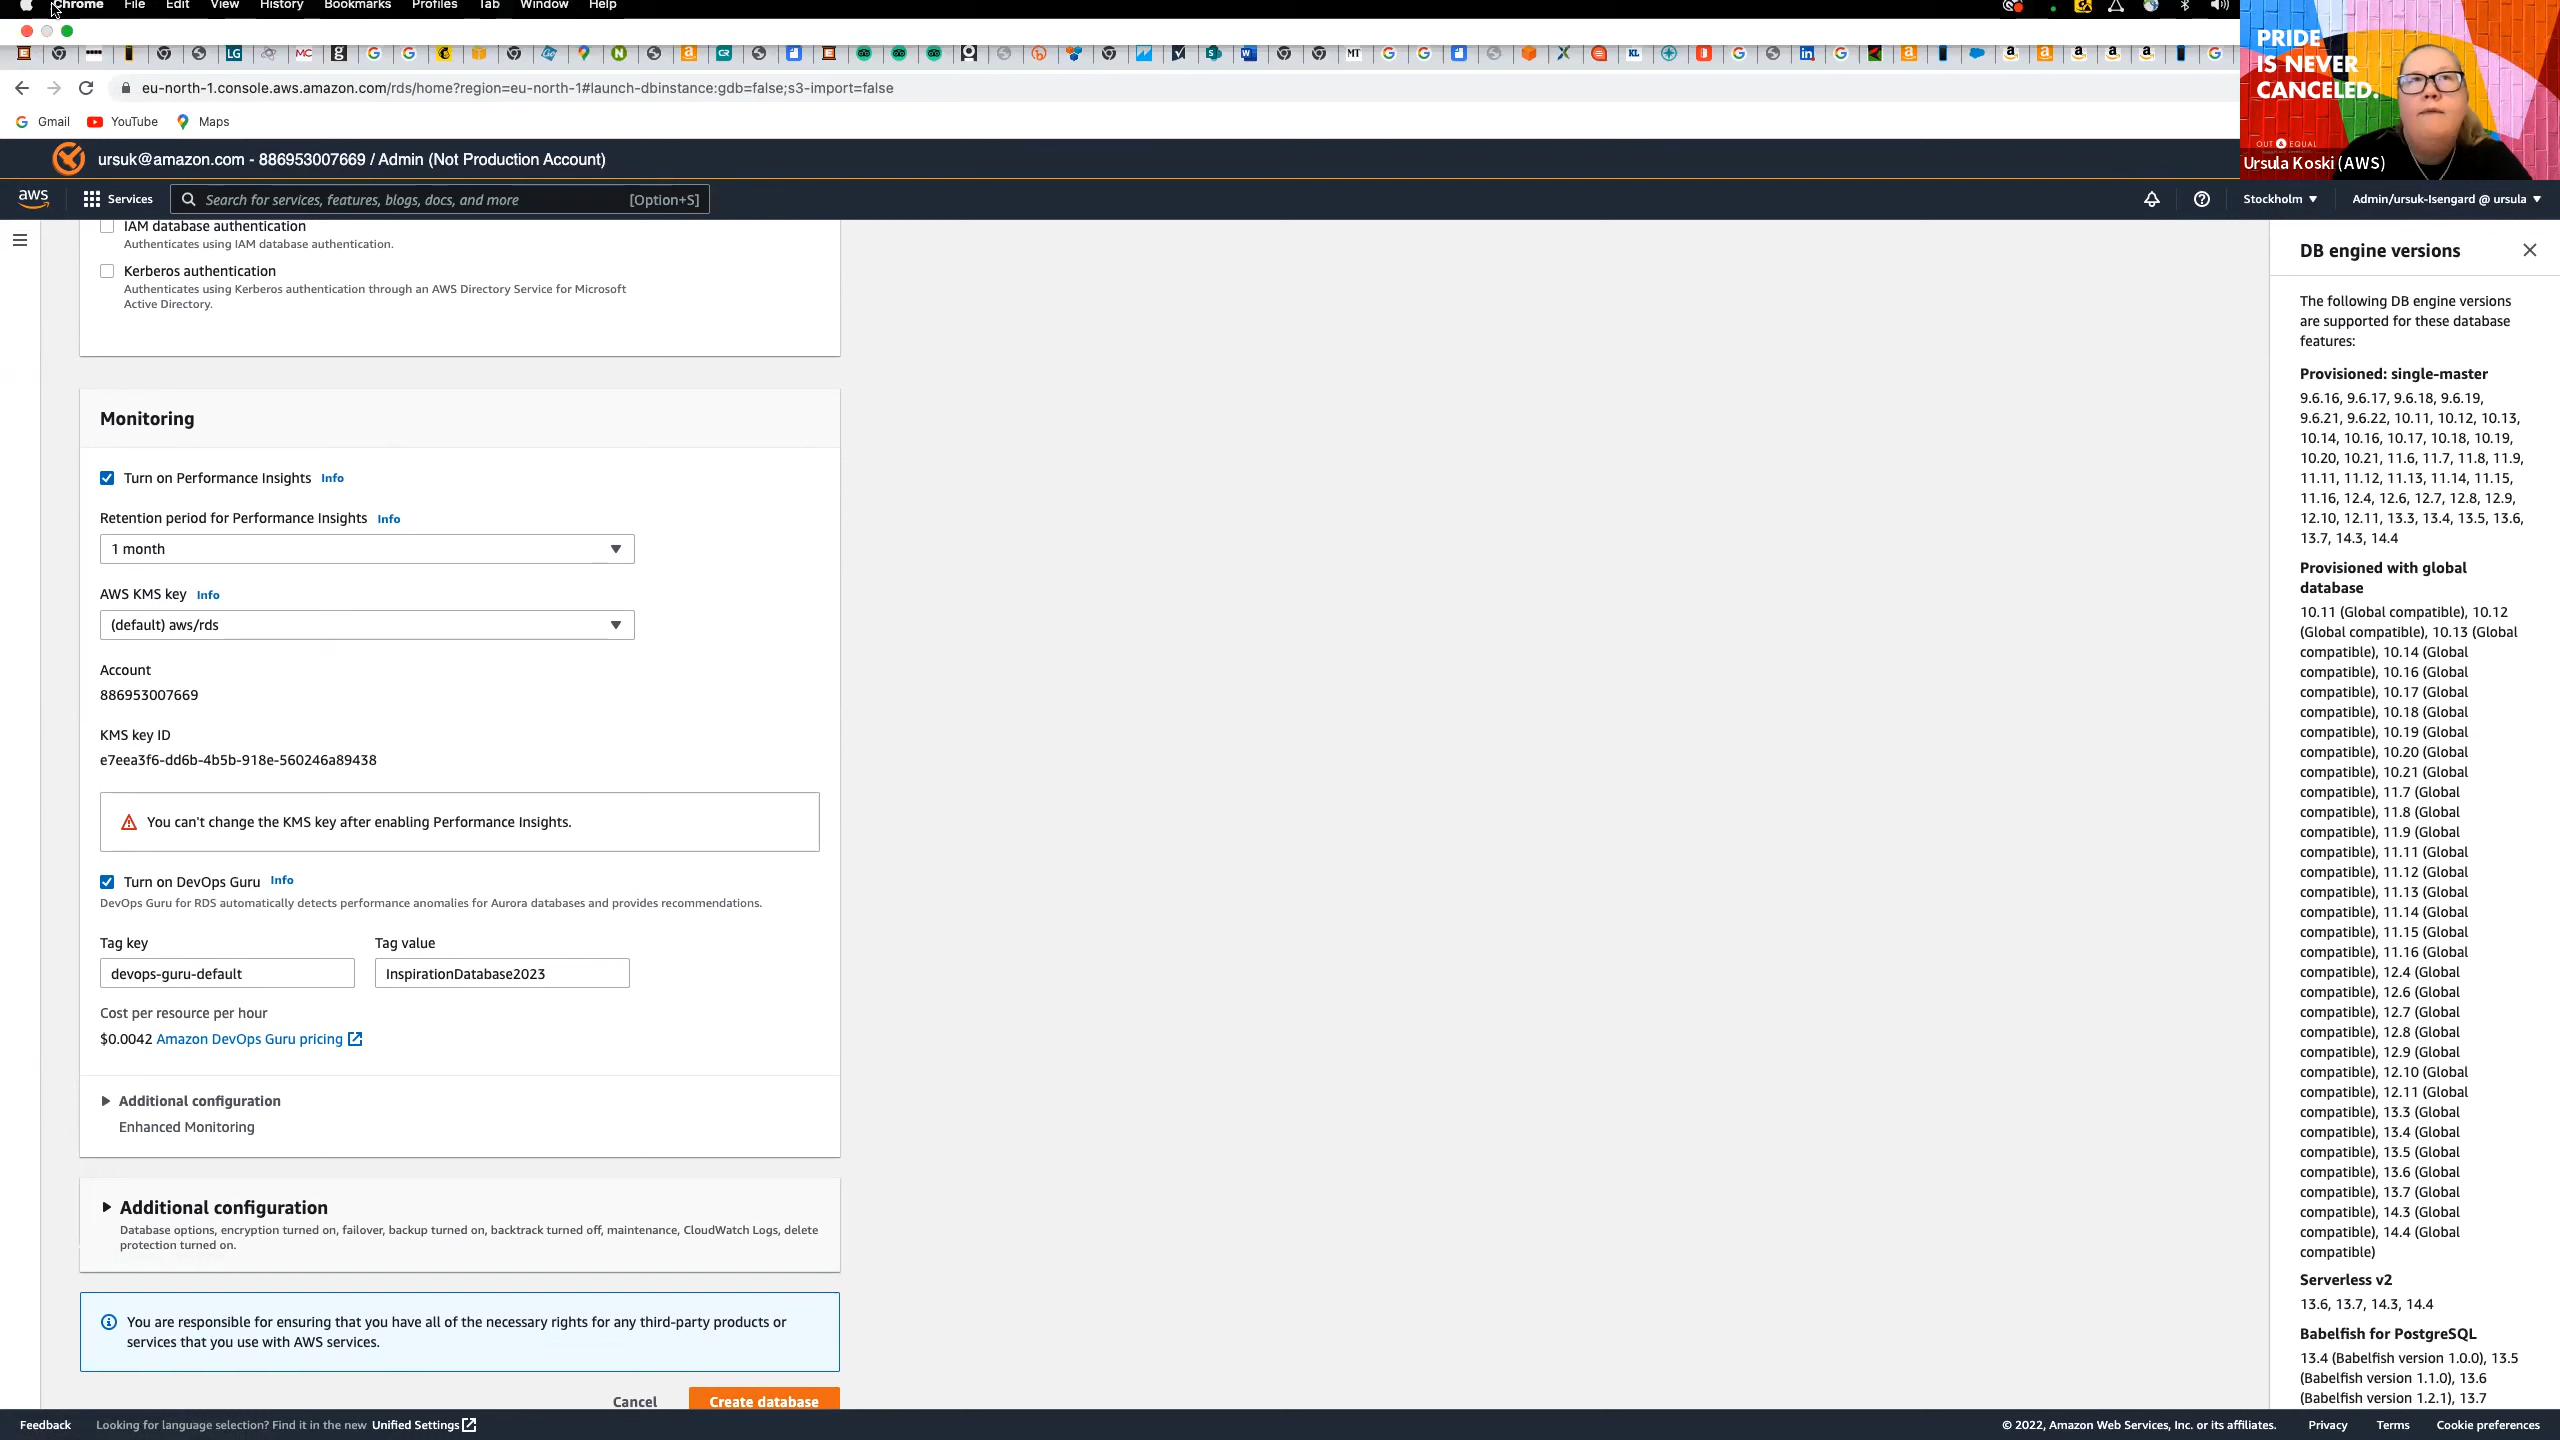 Chrome File Edit View History Bookmarks Profiles Tab Window Help
eu-north-1.console.aws.amazon.com/rds/home?region=eu-north-1#launch-dbinstance:gdb=false;s3-import=false
Gmail YouTube Maps
ursuk@amazon.com - 886953007669 / Admin (Not Production Account)
PRIDE
IS NEVER
CANCELED.
OUT & EQUAL
Ursula Koski (AWS)
aws Services Search for services, features, blogs, docs, and more [Option+S] Stockholm Admin/ursuk-Isengard @ ursula
IAM database authentication
Authenticates using IAM database authentication.
Kerberos authentication
Authenticates using Kerberos authentication through an AWS Directory Service for Microsoft
Active Directory.
Monitoring
Turn on Performance Insights Info
Retention period for Performance Insights Info
1 month
AWS KMS key Info
(default) aws/rds
Account
886953007669
KMS key ID
e7eea3f6-dd6b-4b5b-918e-560246a89438
You can't change the KMS key after enabling Performance Insights.
Turn on DevOps Guru Info
DevOps Guru for RDS automatically detects performance anomalies for Aurora databases and provides recommendations.
Tag key Tag value
devops-guru-default InspirationDatabase2023
Cost per resource per hour
$0.0042 Amazon DevOps Guru pricing
Additional configuration
Enhanced Monitoring
Additional configuration
Database options, encryption turned on, failover, backup turned on, backtrack turned off, maintenance, CloudWatch Logs, delete
protection turned on.
You are responsible for ensuring that you have all of the necessary rights for any third-party products or
services that you use with AWS services.
Cancel Create database
DB engine versions
The following DB engine versions
are supported for these database
features:
Provisioned: single-master
9.6.16, 9.6.17, 9.6.18, 9.6.19,
9.6.21, 9.6.22, 10.11, 10.12, 10.13,
10.14, 10.16, 10.17, 10.18, 10.19,
10.20, 10.21, 11.6, 11.7, 11.8, 11.9,
11.11, 11.12, 11.13, 11.14, 11.15,
11.16, 12.4, 12.6, 12.7, 12.8, 12.9,
12.10, 12.11, 13.3, 13.4, 13.5, 13.6,
13.7, 14.3, 14.4
Provisioned with global
database
10.11 (Global compatible), 10.12
(Global compatible), 10.13 (Global
compatible), 10.14 (Global
compatible), 10.16 (Global
compatible), 10.17 (Global
compatible), 10.18 (Global
compatible), 10.19 (Global
compatible), 10.20 (Global
compatible), 10.21 (Global
compatible), 11.7 (Global
compatible), 11.8 (Global
compatible), 11.9 (Global
compatible), 11.11 (Global
compatible), 11.12 (Global
compatible), 11.13 (Global
compatible), 11.14 (Global
compatible), 11.15 (Global
compatible), 11.16 (Global
compatible), 12.4 (Global
compatible), 12.6 (Global
compatible), 12.7 (Global
compatible), 12.8 (Global
compatible), 12.9 (Global
compatible), 12.10 (Global
compatible), 12.11 (Global
compatible), 13.3 (Global
compatible), 13.4 (Global
compatible), 13.5 (Global
compatible), 13.6 (Global
compatible), 13.7 (Global
compatible), 14.3 (Global
compatible), 14.4 (Global
compatible)
Serverless v2
13.6, 13.7, 14.3, 14.4
Babelfish for PostgreSQL
13.4 (Babelfish version 1.0.0), 13.5
(Babelfish version 1.1.0), 13.6
(Babelfish version 1.2.1), 13.7
Feedback Looking for language selection? Find it in the new Unified Settings © 2022, Amazon Web Services, Inc. or its affiliates. Privacy Terms Cookie preferences